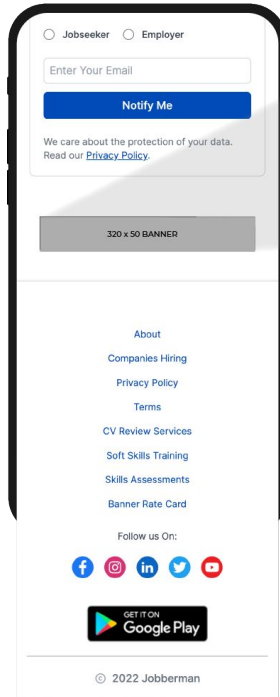 Jobseeker Employer
Enter Your Email
Notify Me
We care about the protection of your data.
Read our Privacy Policy.
320 x 50 BANNER
About
Companies Hiring
Privacy Policy
Terms
CV Review Services
Soft Skills Training
Skills Assessments
Banner Rate Card
Follow us On:
f in
GET IT ON
Google Play
© 2022 Jobberman